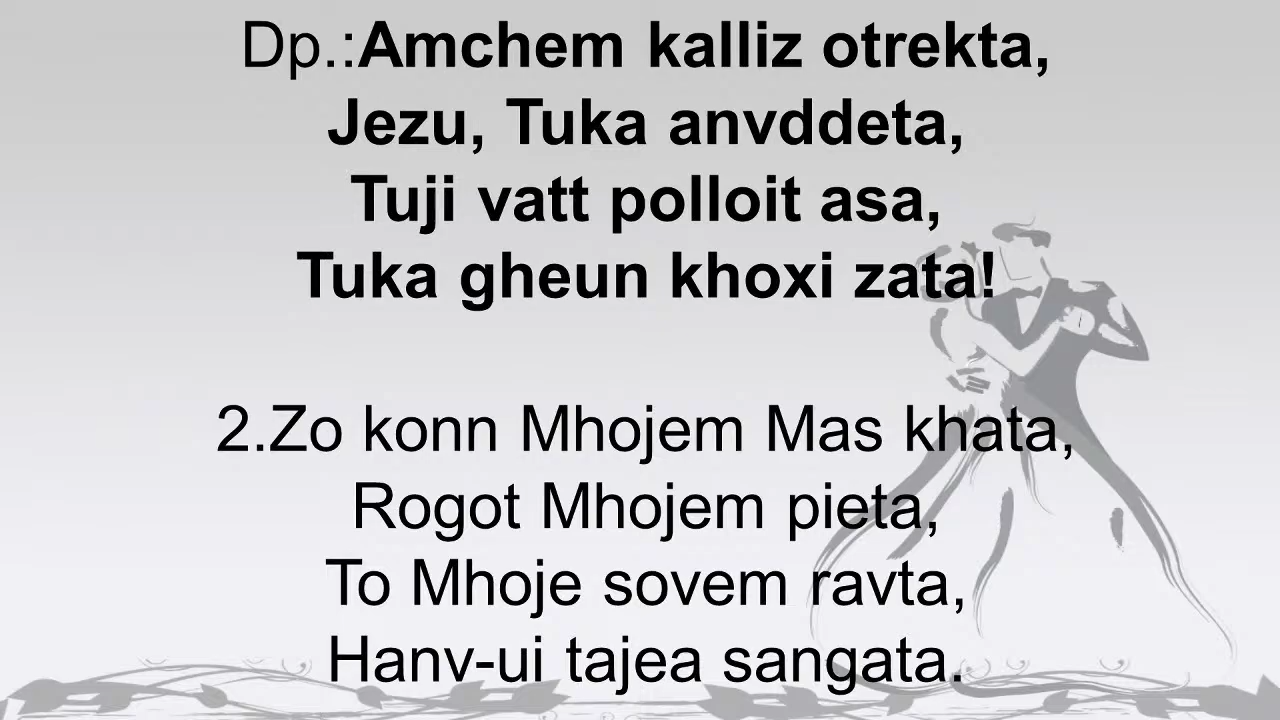 Dp.:Amchem kalliz otrekta,
Jezu, Tuka anvddeta,
Tuji vatt polloit asa,
Tuka gheun khoxi zata!
2.Zo konn Mhojem Mas khata,
Rogot Mhojem pieta,
To Mhoje sovem ravta,
Hanv-ui tajea sangata.